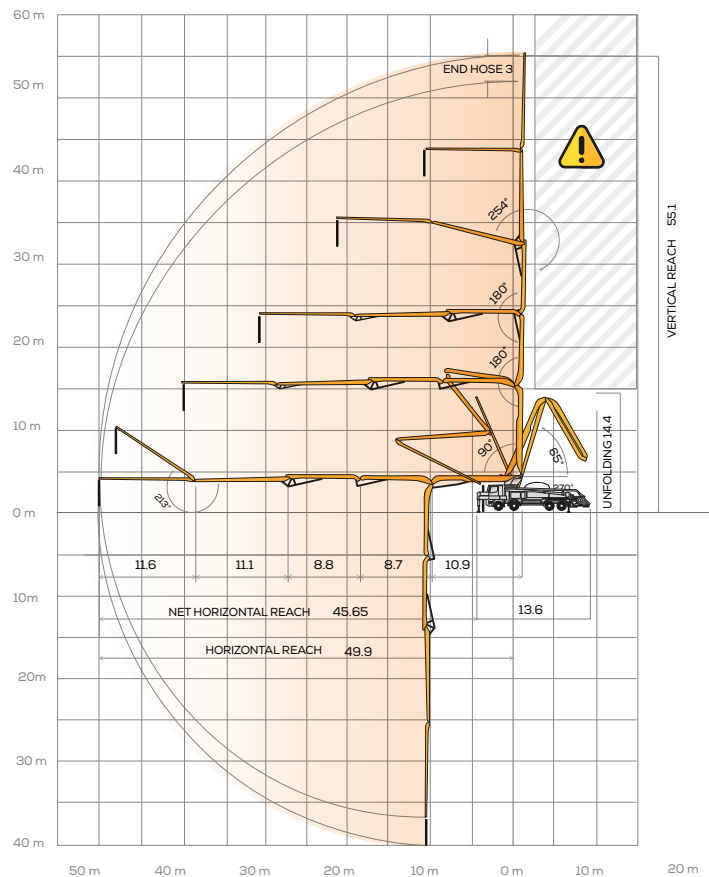 60 m
END HOSE 3
50 m
40 m
254°
VERTICAL REACH 55.1
30 m
180°
20 m
180°
10 m
UNFOLDING 14.4
90°
65°
270°
213°
0 m
11.6 11.1 8.8 8.7 10.9
10m
NET HORIZONTAL REACH 45.65
13.6
HORIZONTAL REACH 49.9
20m
30 m
40 m
50 m 40 m 30 m 20 m 10 m 0 m 10 m 20 m